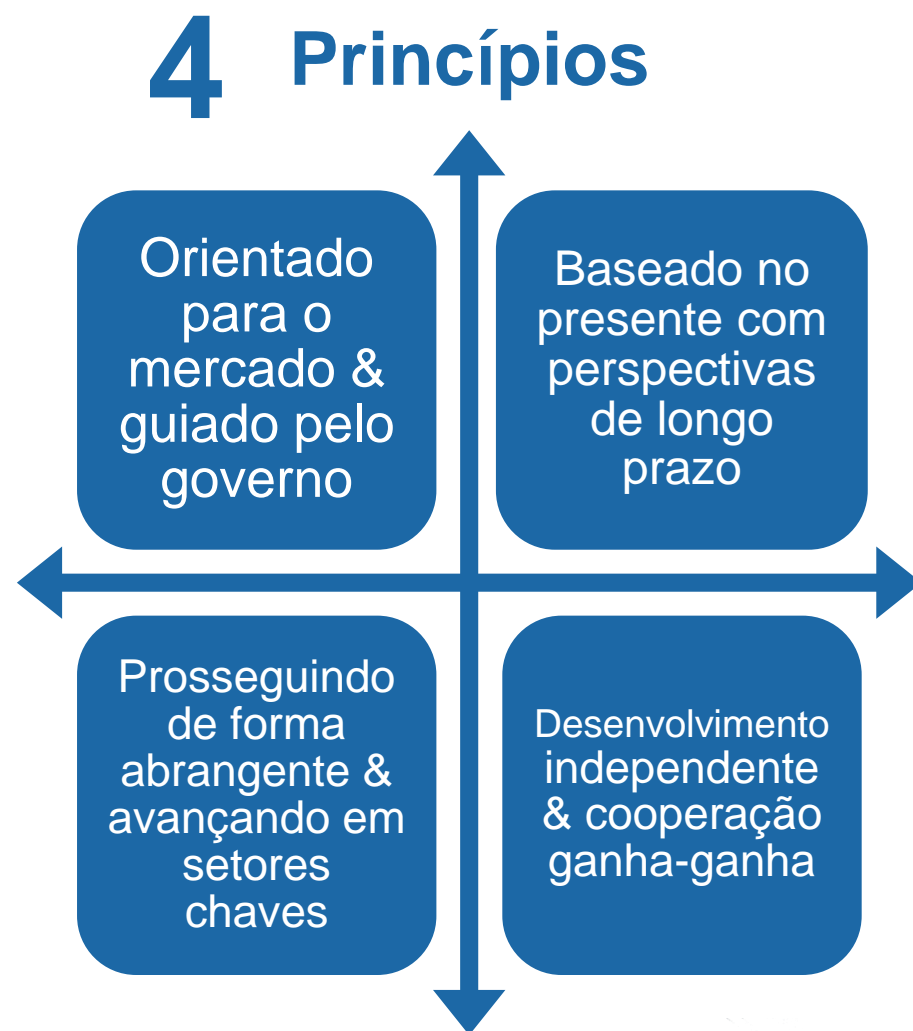 4 Princípios
Orientado
para o
mercado &
guiado pelo
governo
Baseado no
presente com
perspectivas
de longo
prazo
Prosseguindo
de forma
abrangente &
avançando em
setores
chaves
Desenvolvimento
independente
& cooperação
ganha-ganha